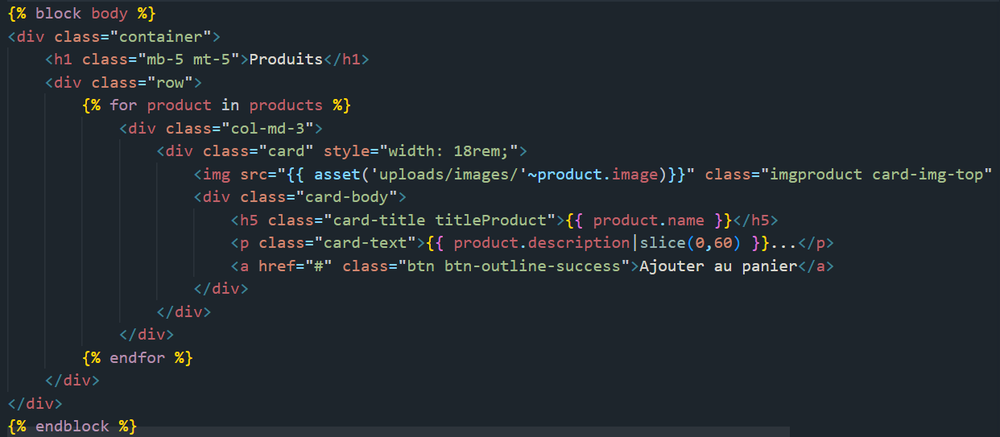 {% block body %}
<div class="container">
    <h1 class="mb-5 mt-5">Produits</h1>
    <div class="row">
        {% for product in products %}
            <div class="col-md-3">
                <div class="card" style="width: 18rem;">
                    <img src="{{ asset('uploads/images/'~product.image)}}" class="imgproduct card-img-top"
                    <div class="card-body">
                        <h5 class="card-title titleProduct">{{ product.name }}</h5>
                        <p class="card-text">{{ product.description|slice(0,60) }}...</p>
                        <a href="#" class="btn btn-outline-success">Ajouter au panier</a>
                    </div>
                </div>
            </div>
        {% endfor %}
    </div>
</div>
{% endblock %}